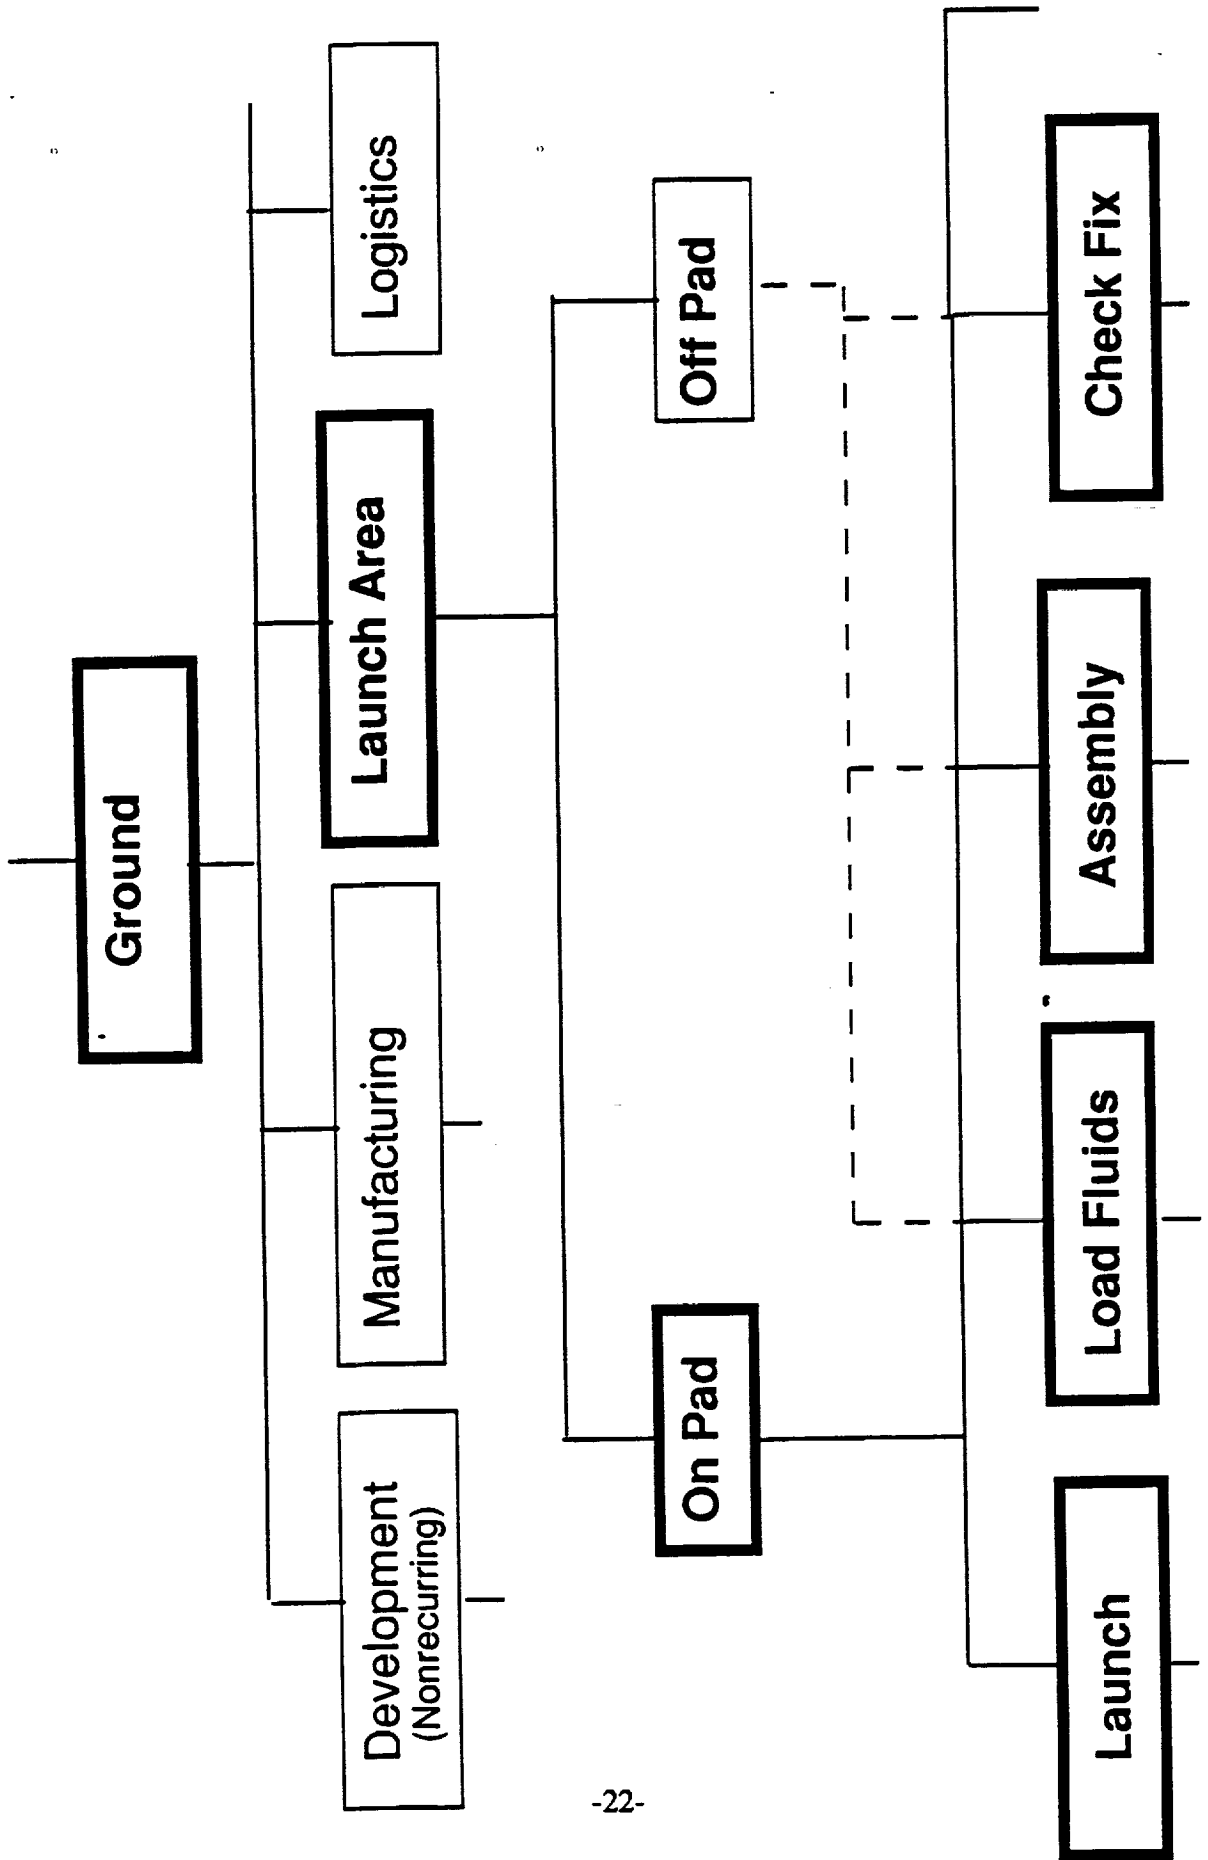 Ground
Development
(Nonrecurring)
Manufacturing
Launch Area
Logistics
On Pad
Off Pad
Launch
Load Fluids
Assembly
Check Fix
-22-